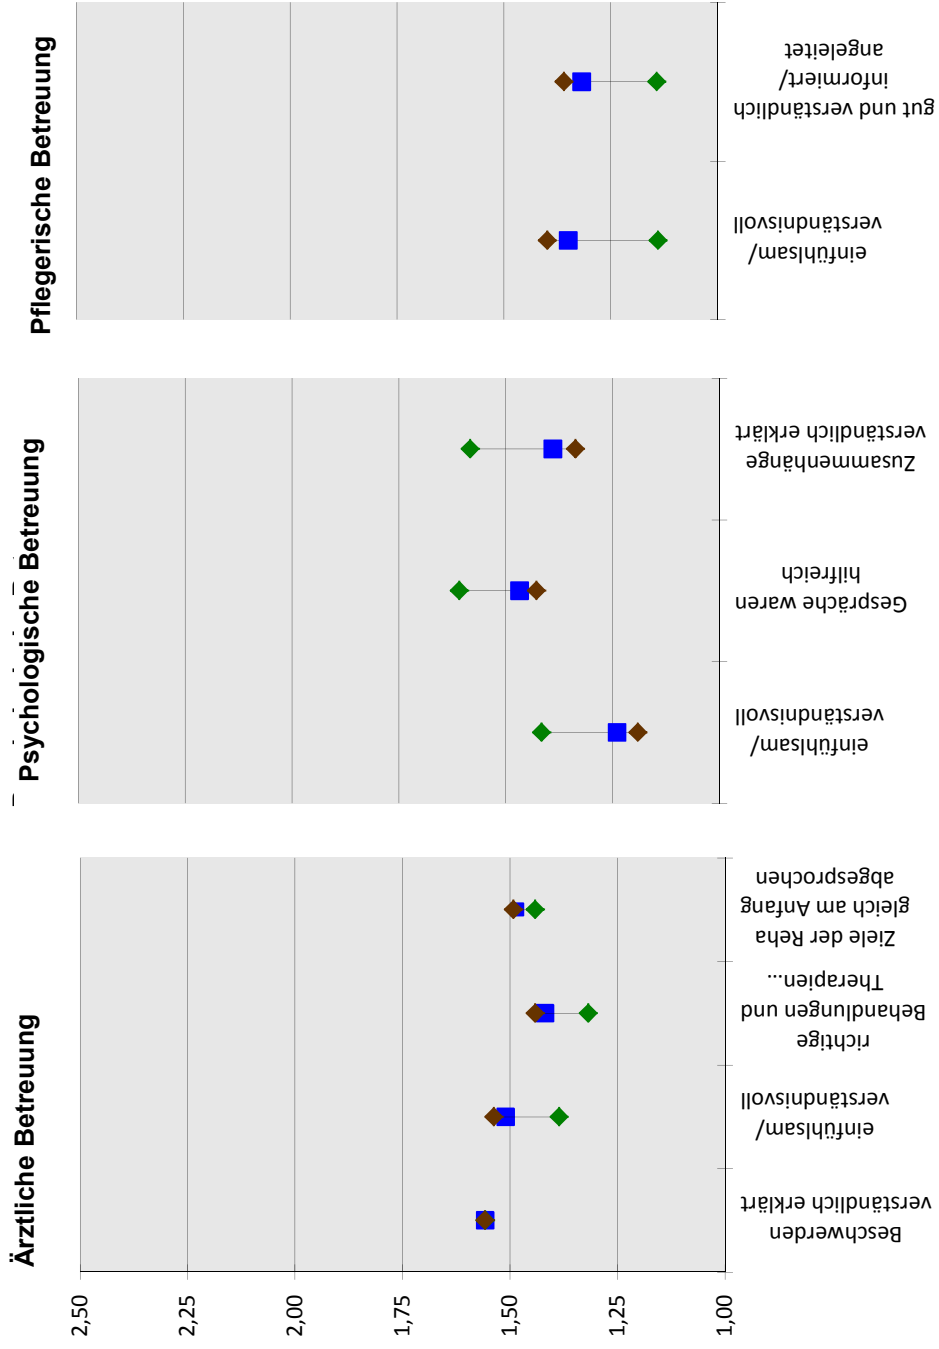 Ärztliche Betreuung
Psychologische Betreuung
Pflegerische Betreuung
2,50
2,25
2,00
1,75
1,50
1,25
1,00
Beschwerden
verständlich erklärt
einfühlsam/
verständnisvoll
richtige
Behandlungen und
Therapien...
Ziele der Reha
gleich am Anfang
abgesprochen
einfühlsam/
verständnisvoll
Gespräche waren
hilfreich
Zusammenhänge
verständlich erklärt
einfühlsam/
verständnisvoll
gut und verständlich
informiert/
angeleitet